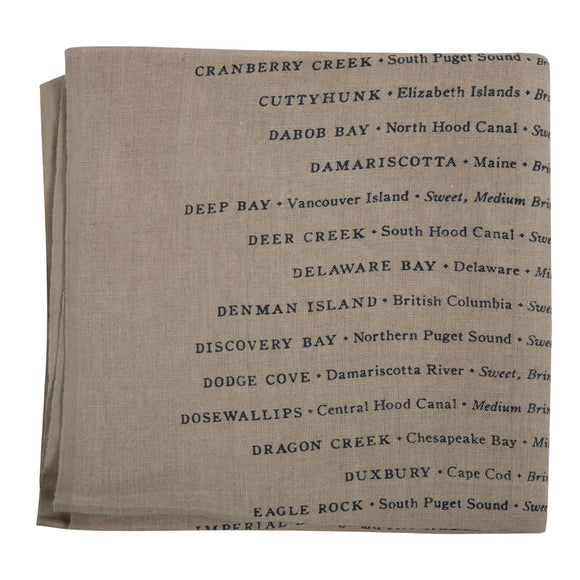 CRANBERRY CREEK • South Puget Sound •
CUTTYHUNK • Elizabeth Islands •
DABOB BAY • North Hood Canal •
DAMARISCOTTA • Maine •
DEEP BAY • Vancouver Island • Sweet, Medium
DEER CREEK • South Hood Canal •
DELAWARE BAY • Delaware •
DENMAN ISLAND • British Columbia •
DISCOVERY BAY • Northern Puget Sound •
DODGE COVE • Damariscotta River • Sweet,
DOSEWALLIPS • Central Hood Canal • Medium
DRAGON CREEK • Chesapeake Bay •
DUXBURY • Cape Cod •
EAGLE ROCK • South Puget Sound •
IMPERIAL